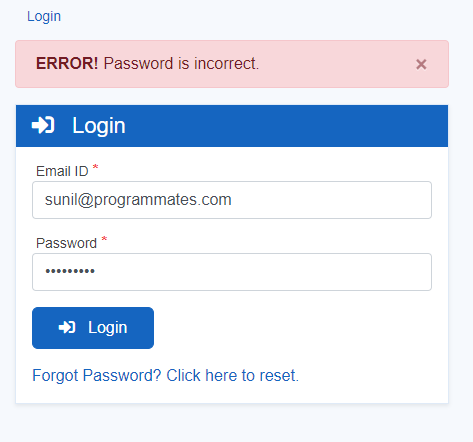 Login
ERROR! Password is incorrect. ×
Login
Email ID *
sunil@programmates.com
Password *
•••••••••
Login
Forgot Password? Click here to reset.